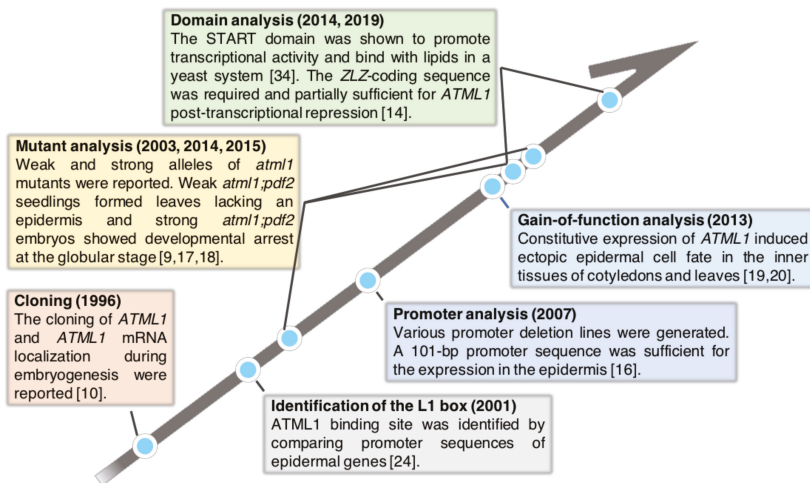 Domain analysis (2014, 2019)
The START domain was shown to promote
transcriptional activity and bind with lipids in a
yeast system [34]. The ZLZ-coding sequence
was required and partially sufficient for ATML1
post-transcriptional repression [14].
Mutant analysis (2003, 2014, 2015)
Weak and strong alleles of atml1
mutants were reported. Weak atml1;pdf2
seedlings formed leaves lacking an
epidermis and strong atml1;pdf2
embryos showed developmental arrest
at the globular stage [9,17,18].
Gain-of-function analysis (2013)
Constitutive expression of ATML1 induced
ectopic epidermal cell fate in the inner
tissues of cotyledons and leaves [19,20].
Cloning (1996)
The cloning of ATML1
and ATML1 mRNA
localization during
embryogenesis were
reported [10].
Promoter analysis (2007)
Various promoter deletion lines were generated.
A 101-bp promoter sequence was sufficient for
the expression in the epidermis [16].
Identification of the L1 box (2001)
ATML1 binding site was identified by
comparing promoter sequences of
epidermal genes [24].